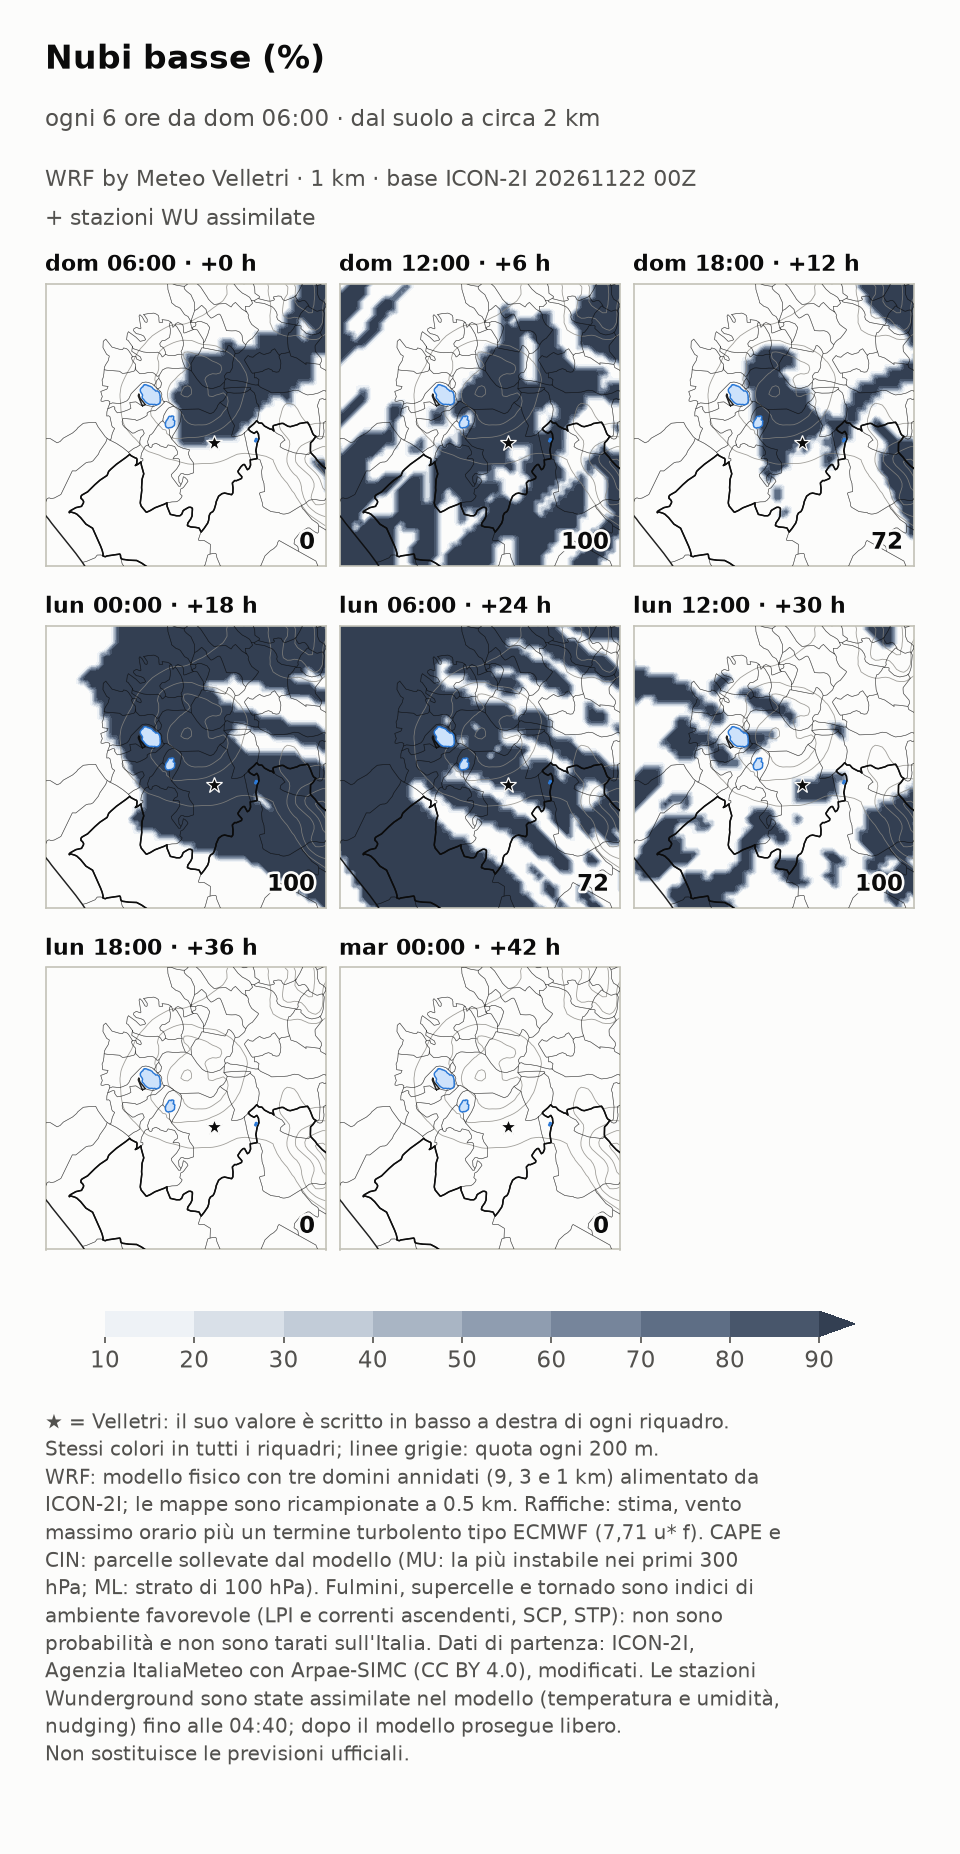 Nubi basse (%)
ogni 6 ore da dom 06:00 · dal suolo a circa 2 km
WRF by Meteo Velletri · 1 km · base ICON-2I 20261122 00Z
+ stazioni WU assimilate
dom 06:00 · +0 h
dom 12:00 · +6 h
dom 18:00 · +12 h
0
100
72
lun 00:00 · +18 h
lun 06:00 · +24 h
lun 12:00 · +30 h
100
72
100
lun 18:00 · +36 h
mar 00:00 · +42 h
0
0
10 20 30 40 50 60 70 80 90
★ = Velletri: il suo valore è scritto in basso a destra di ogni riquadro.
Stessi colori in tutti i riquadri; linee grigie: quota ogni 200 m.
WRF: modello fisico con tre domini annidati (9, 3 e 1 km) alimentato da
ICON-2I; le mappe sono ricampionate a 0.5 km. Raffiche: stima, vento
massimo orario più un termine turbolento tipo ECMWF (7,71 u* f). CAPE e
CIN: parcelle sollevate dal modello (MU: la più instabile nei primi 300
hPa; ML: strato di 100 hPa). Fulmini, supercelle e tornado sono indici di
ambiente favorevole (LPI e correnti ascendenti, SCP, STP): non sono
probabilità e non sono tarati sull'Italia. Dati di partenza: ICON-2I,
Agenzia ItaliaMeteo con Arpae-SIMC (CC BY 4.0), modificati. Le stazioni
Wunderground sono state assimilate nel modello (temperatura e umidità,
nudging) fino alle 04:40; dopo il modello prosegue libero.
Non sostituisce le previsioni ufficiali.